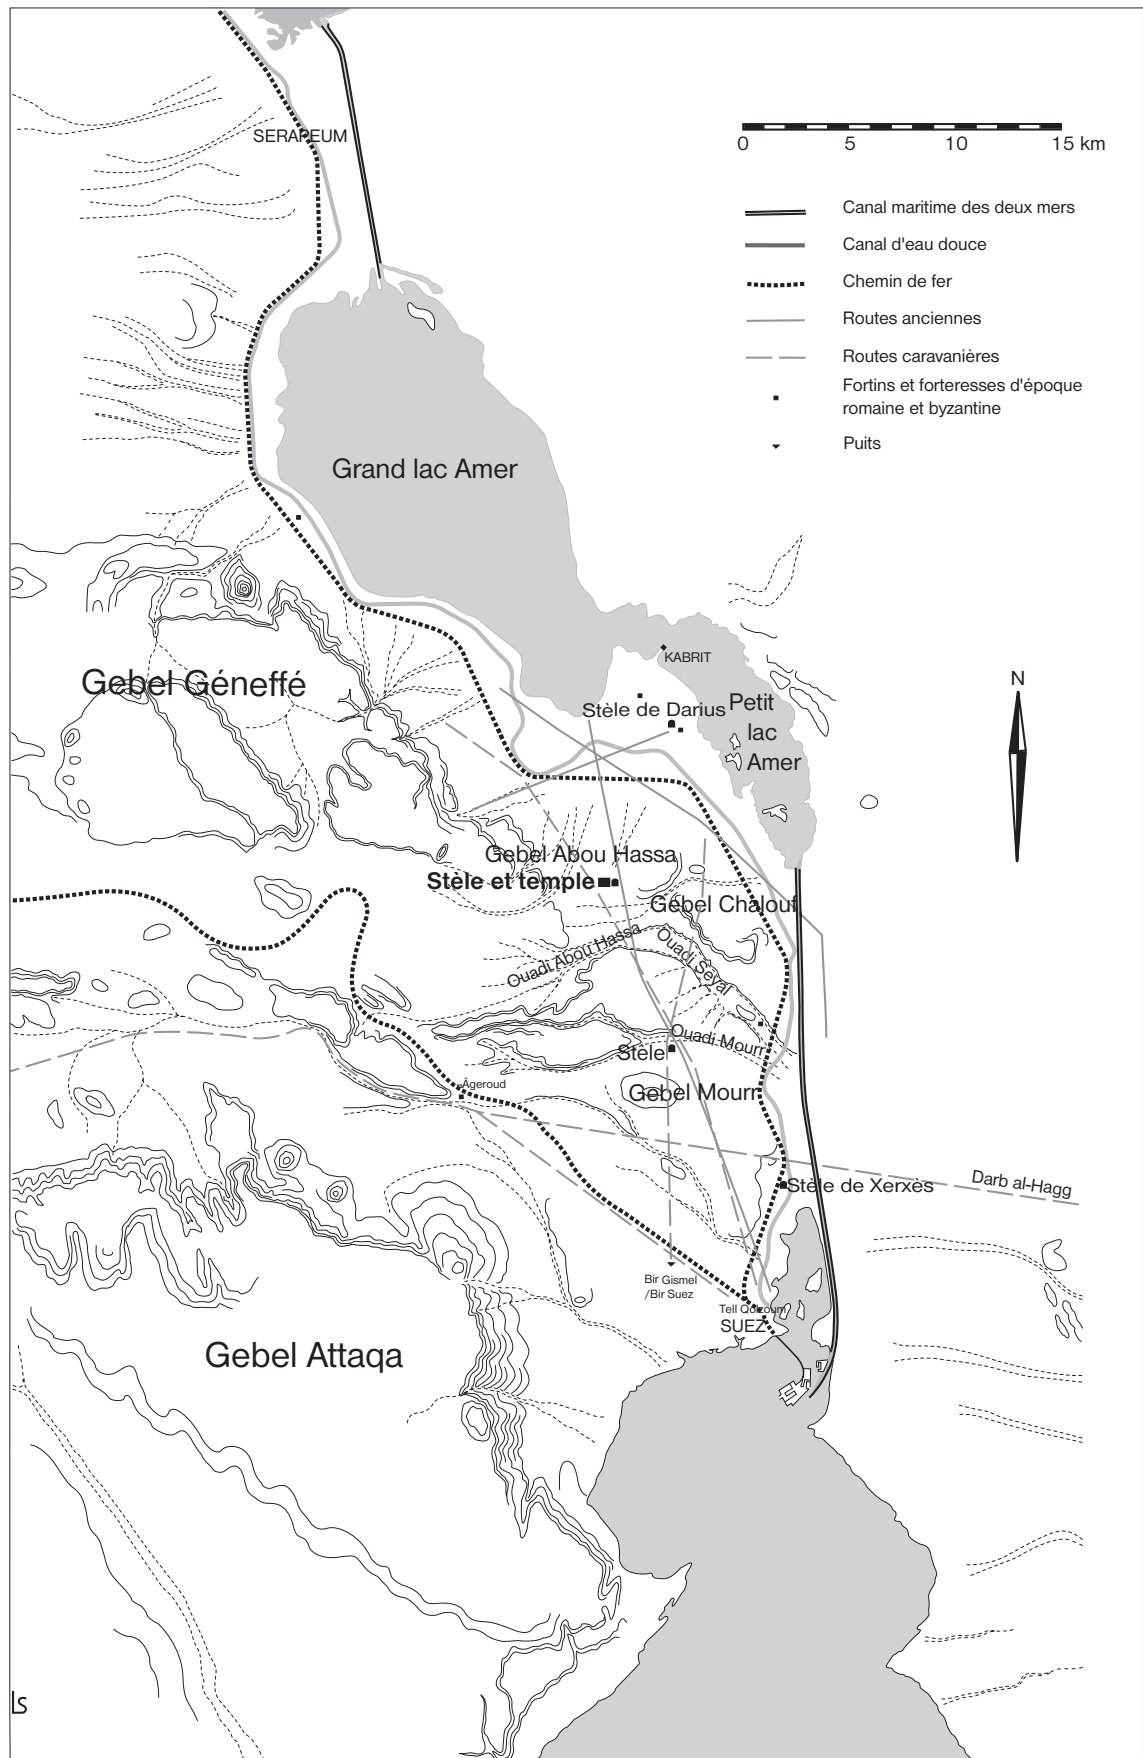 SERAPEUM
0 5 10 15 km
Canal maritime des deux mers
Canal d'eau douce
Chemin de fer
Routes anciennes
Routes caravanières
Fortins et forteresses d'époque
romaine et byzantine
Puits
Grand lac Amer
KABRIT
Gebel Géneffé
N
Stèle de Darius
Petit
lac
Amer
Gebel Abou Hassa
Stèle et temple
Gebel Chalouf
Ouadi Abou Hassa
Ouadi Seyal
Ouadi Mourr
Stèle
Âgeroud
Gebel Mourr
Stèle de Xerxès
Darb al-Hagg
Bir Gismel
/Bir Suez
Tell Qolzoum
SUEZ
Gebel Attaqa
Ls